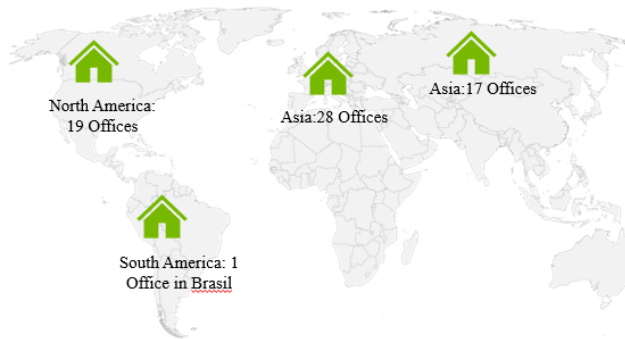 North America:
19 Offices
Asia:28 Offices
Asia:17 Offices
South America: 1
Office in Brasil